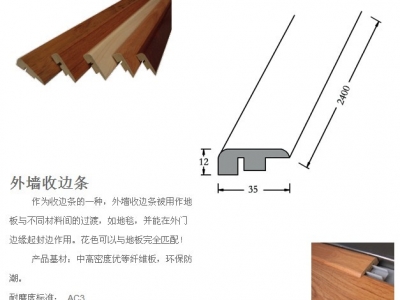 2400
12
35
外墙收边条
作为收边条的一种，外墙收边条被用作地
板与不同材料间的过渡，如地毯，并能在外门
边缘起封边作用。花色可以与地板完全匹配！
产品基材：中高密度优等纤维板，环保防
潮。
耐磨度标准： AC3